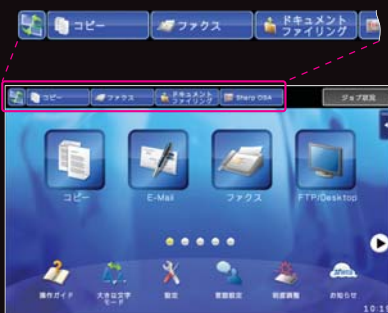 コピー
ファクス
ドキュメント
ファイリング
コピー
ファクス
ドキュメント
ファイリング
Sharp OSA
ジョブ状況
コピー
E-Mail
ファクス
FTP/Desktop
操作ガイド
大きな文字
モード
設定
言語設定
明度調整
お知らせ
10:15